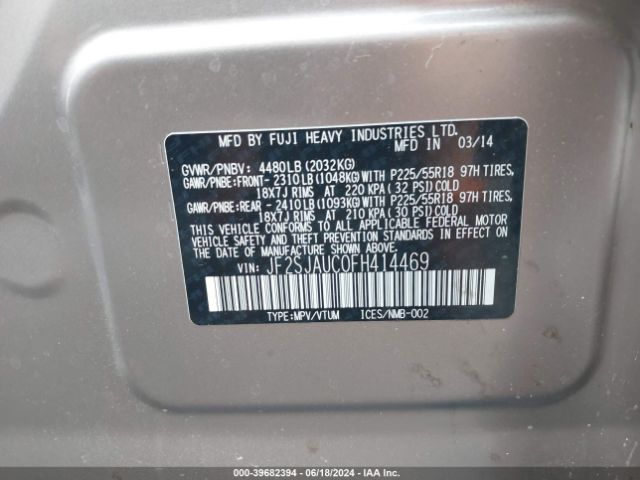 MFD BY FUJI HEAVY INDUSTRIES LTD.
MFD IN 03/14
GVWR/PNBV: 4480LB (2032KG)
GAWR/PNBE:FRONT- 2310LB(1048KG)WITH P225/55R18 97H TIRES,
18X7J RIMS AT 220 KPA( 32 PSI)COLD
GAWR/PNBE:REAR - 2410LB(1093KG)WITH P225/55R18 97H TIRES,
18X7J RIMS AT 210 KPA( 30 PSI)COLD
THIS VEHICLE CONFORMS TO ALL APPLICABLE FEDERAL MOTOR
VEHICLE SAFETY AND THEFT PREVENTION STANDARDS IN EFFECT ON
THE DATE OF MANUFACTURE SHOWN ABOVE.
VIN: JF2SJAUC0FH414469
TYPE:MPV/VTUM ICES/NMB-002
000-39682394 - 06/18/2024 - IAA Inc.